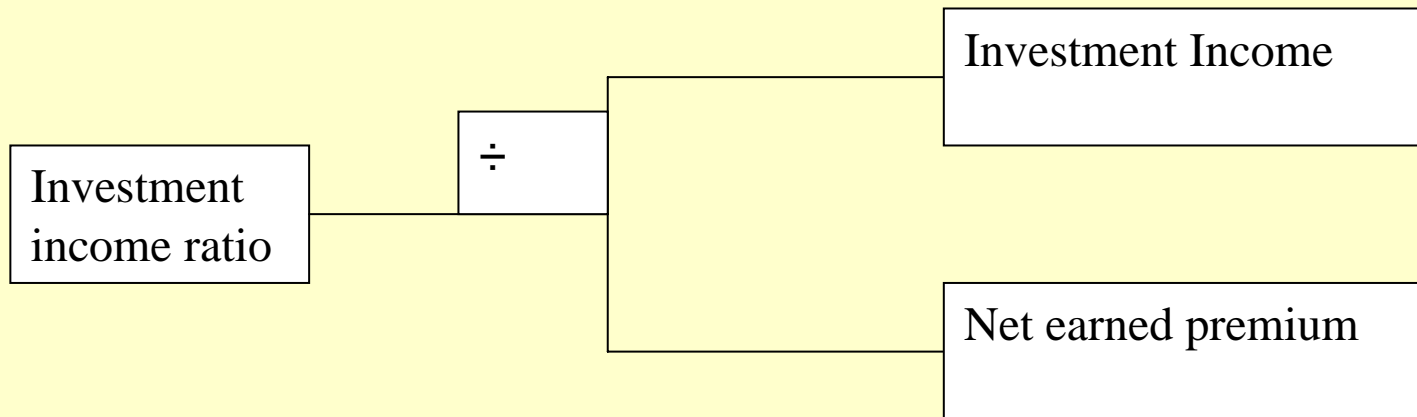 Investment Income
÷
Investment
income ratio
Net earned premium